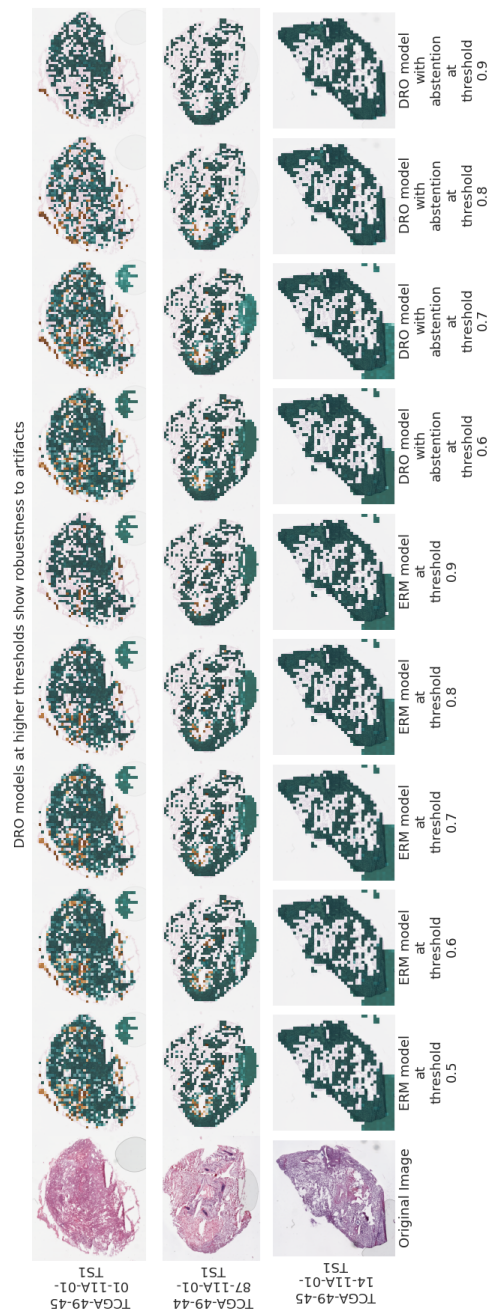 DRO models at higher thresholds show robuestness to artifacts
TCGA-49-45
01-11A-01-
TS1
TCGA-49-44
87-11A-01-
TS1
TCGA-49-45
14-11A-01-
TS1
Original Image
ERM model
at
threshold
0.5
ERM model
at
threshold
0.6
ERM model
at
threshold
0.7
ERM model
at
threshold
0.8
ERM model
at
threshold
0.9
DRO model
with
abstention
at
threshold
0.6
DRO model
with
abstention
at
threshold
0.7
DRO model
with
abstention
at
threshold
0.8
DRO model
with
abstention
at
threshold
0.9